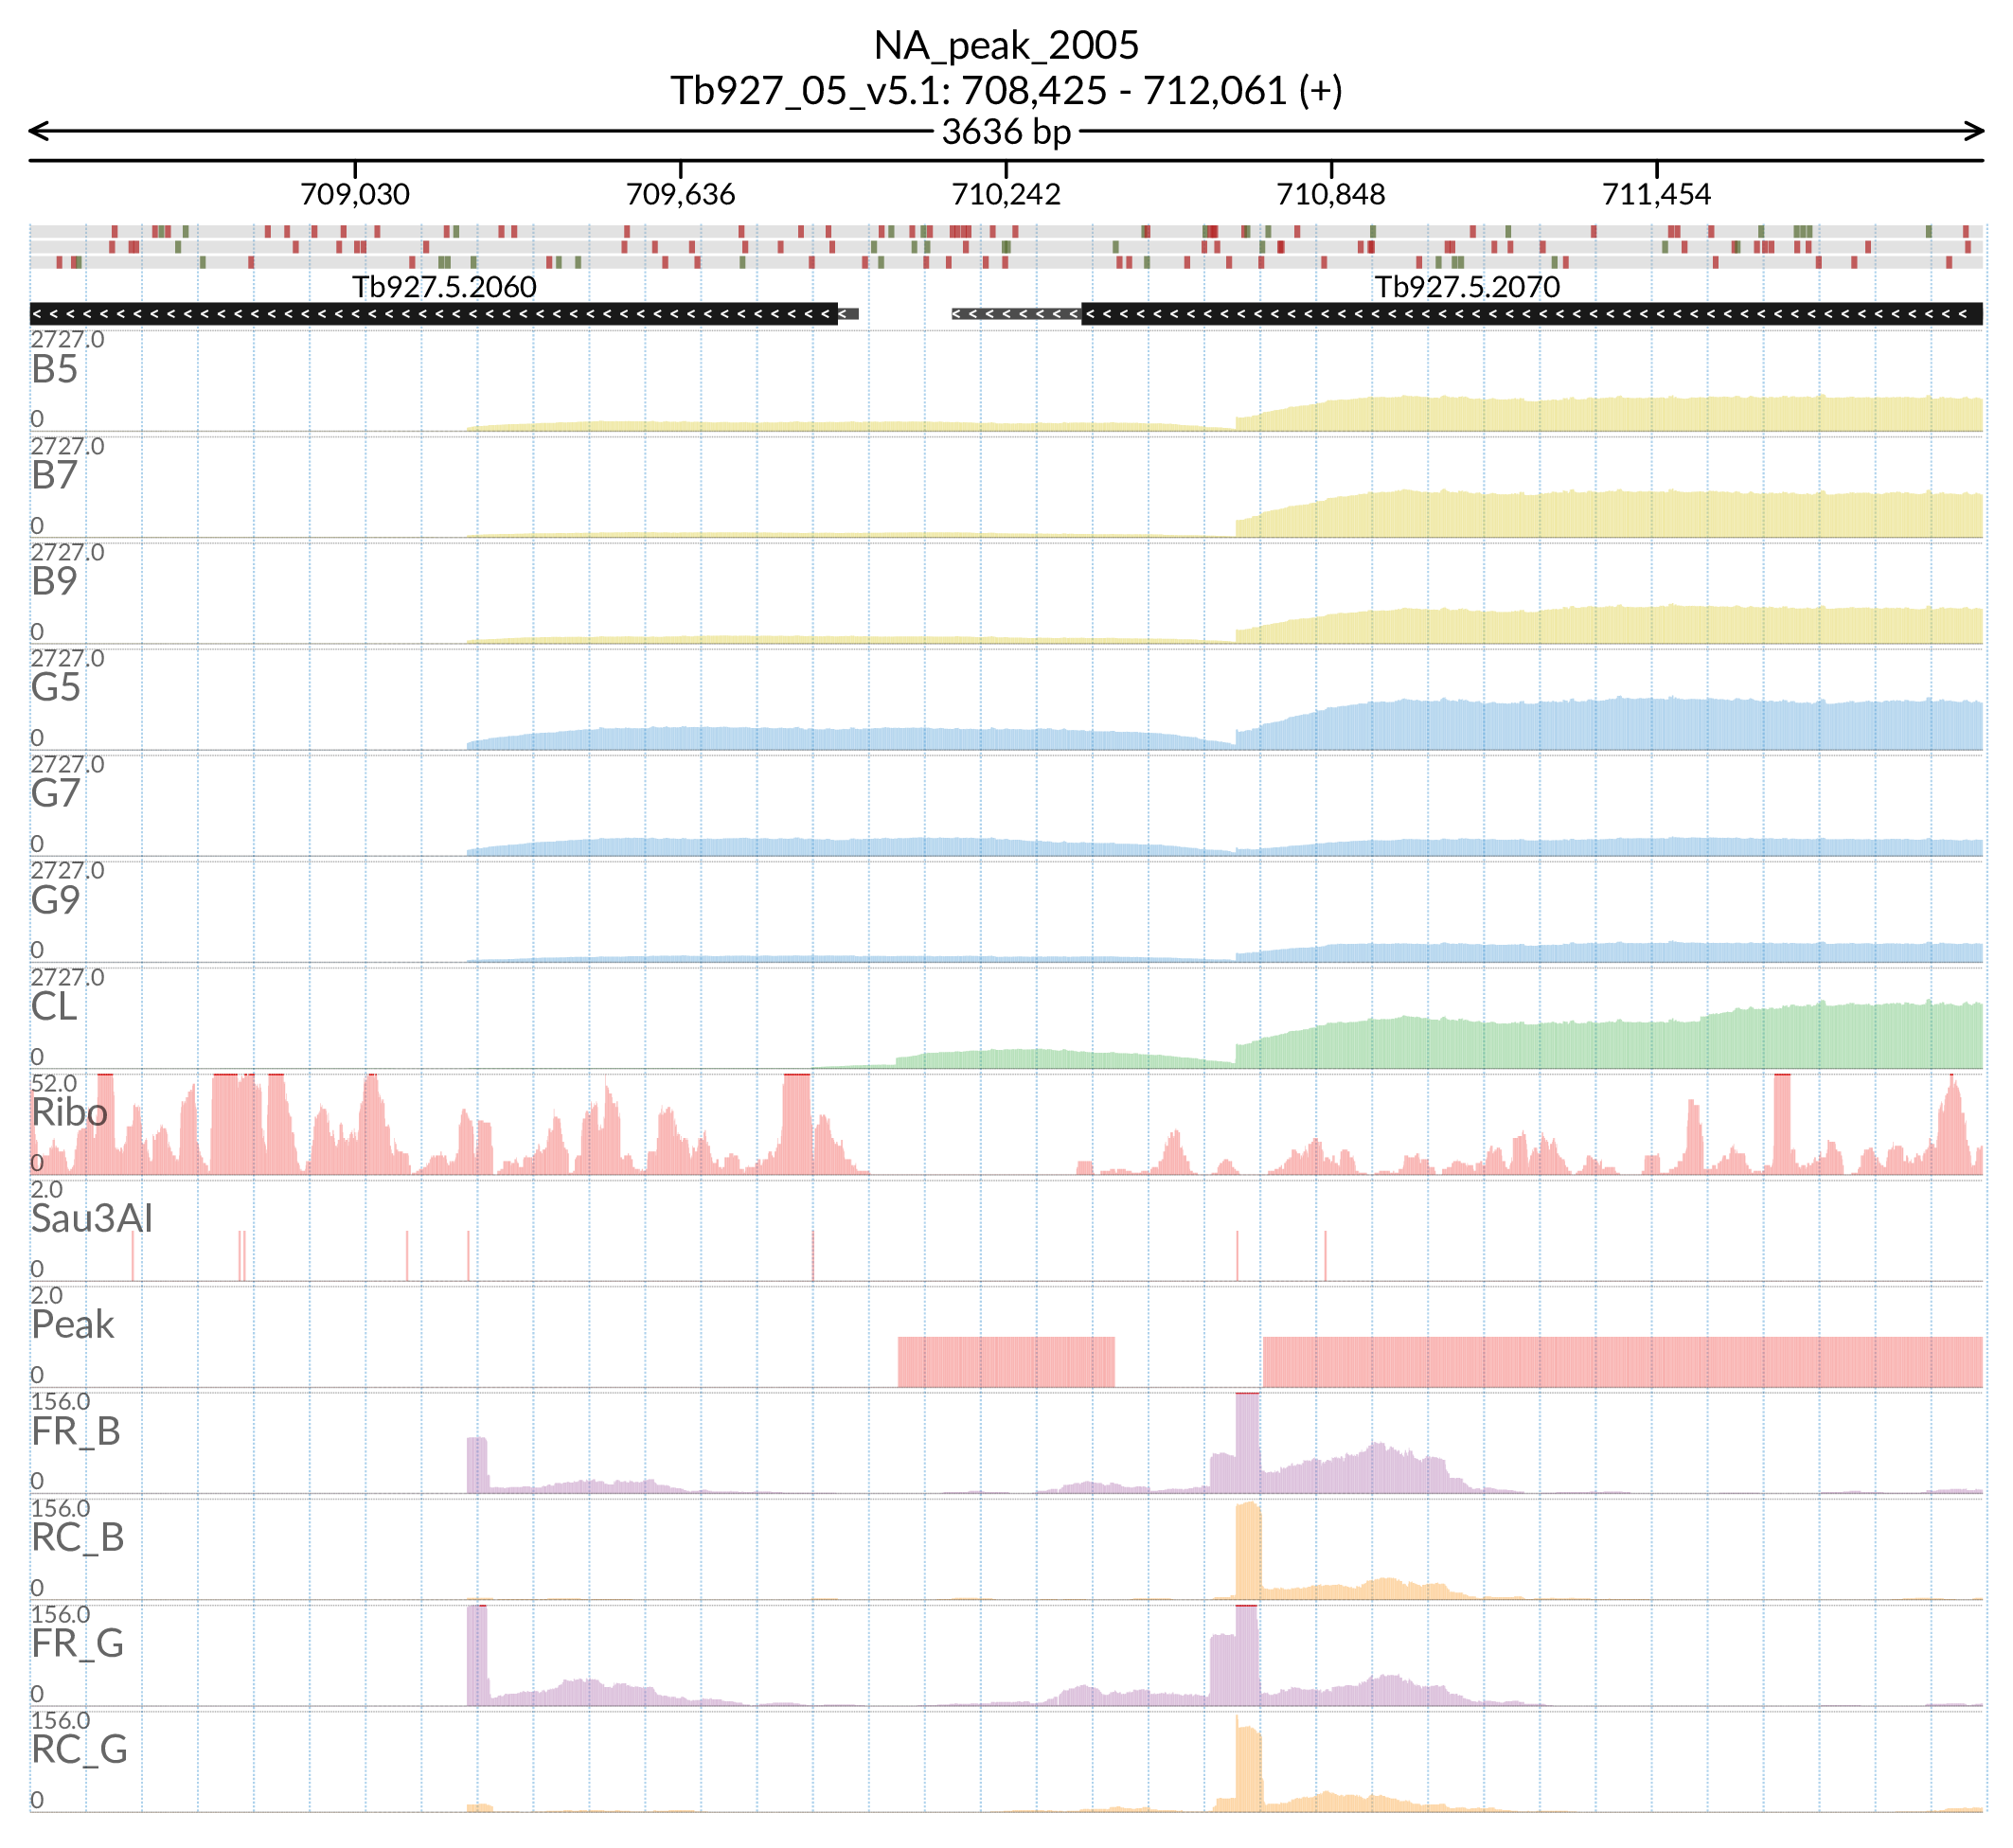 NA_peak_2005
Tb927_05_v5.1: 708,425 - 712,061 (+)
3636 bp
709,030 709,636 710,242 710,848 711,454
Tb927.5.2060 Tb927.5.2070
2727.0
B5
0
2727.0
B7
0
2727.0
B9
0
2727.0
G5
0
2727.0
G7
0
2727.0
G9
0
2727.0
CL
0
52.0
Ribo
0
2.0
Sau3AI
0
2.0
Peak
0
156.0
FR_B
0
156.0
RC_B
0
156.0
FR_G
0
156.0
RC_G
0